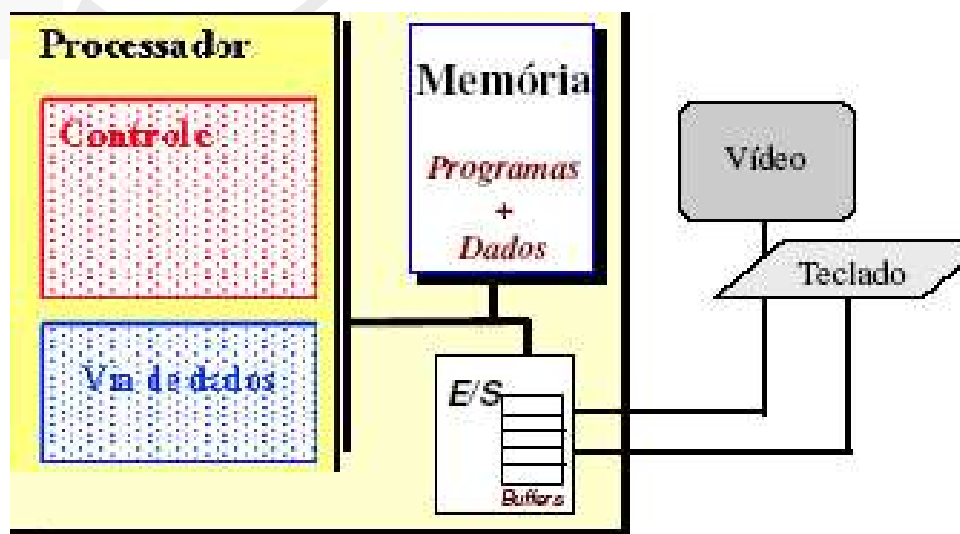 Processador
Controle
Via de dados
Memória
Programas
+
Dados
E/S
Buffers
Vídeo
Teclado